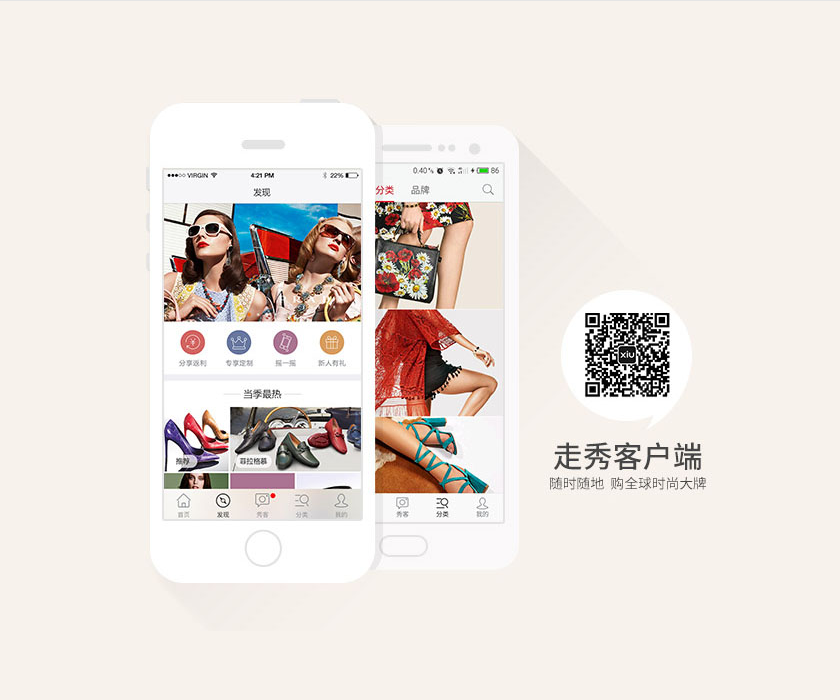 VIRGIN
4:21 PM
22%
发现
分享返利
专享定制
摇一摇
新人有礼
当季最热
推荐
菲拉格慕
首页
发现
秀客
分类
我的
0:40
86
分类
品牌
秀客
分类
我的
xiu
走秀客户端
随时随地 购全球时尚大牌